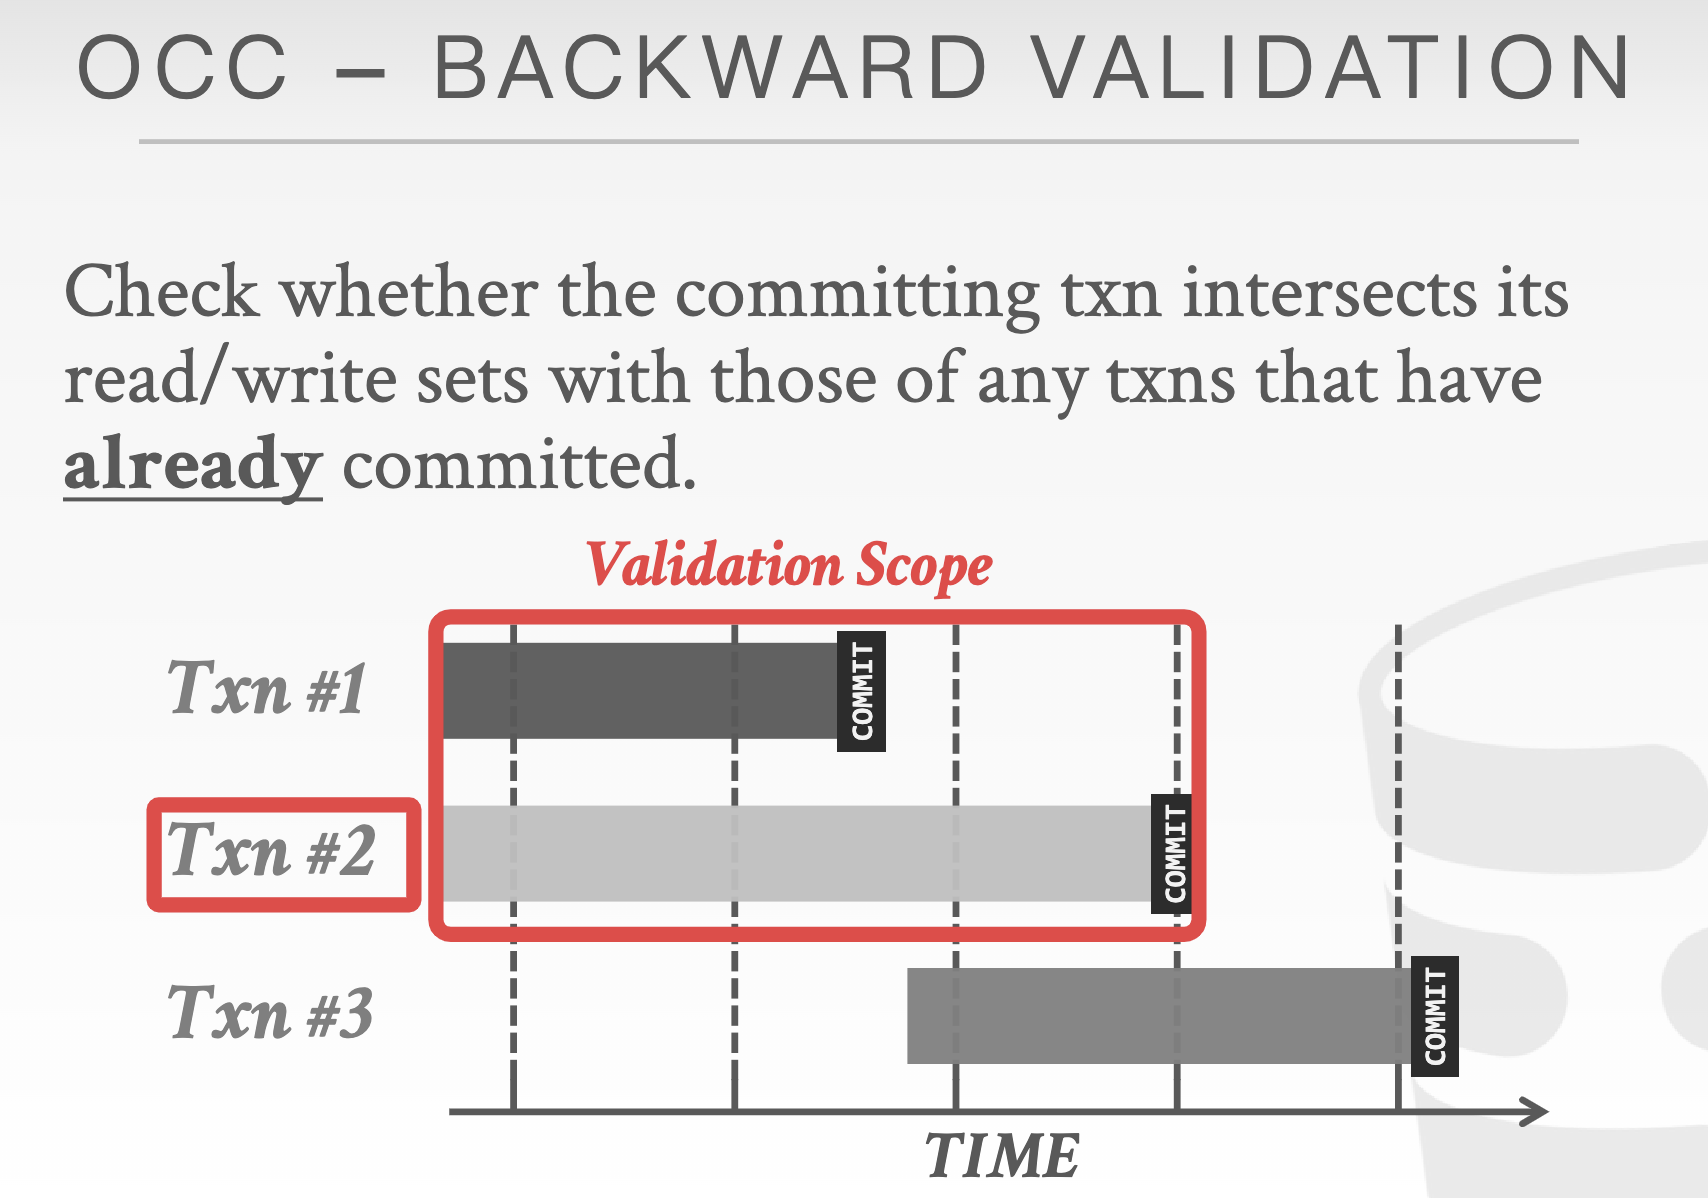 OCC – BACKWARD VALIDATION
Check whether the committing txn intersects its
read/write sets with those of any txns that have
already committed.
Validation Scope
Txn #1
COMMIT
Txn #2
COMMIT
Txn #3
COMMIT
TIME